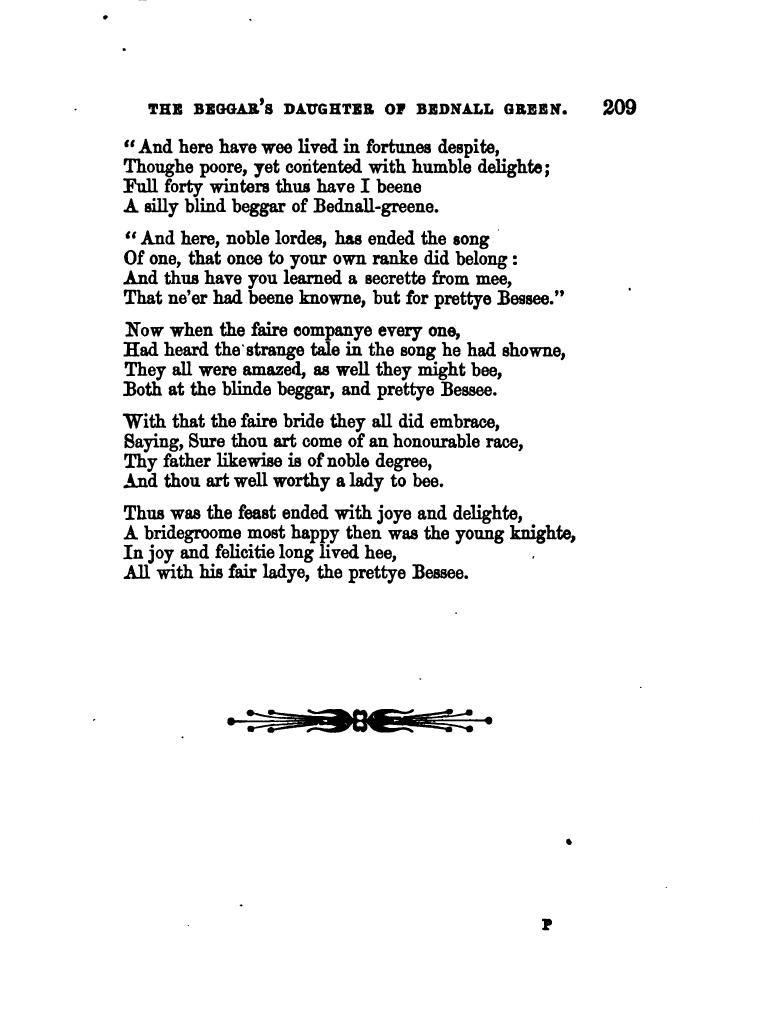 THE BEGGAR'S DAUGHTER OF BEDNALL GREEN. 209
“And here have wee lived in fortunes despite,
Thoughe poore, yet contented with humble delighte;
Full forty winters thus have I beene
A silly blind beggar of Bednall-greene.
“And here, noble lordes, has ended the song
Of one, that once to your own ranke did belong:
And thus have you learned a secrette from mee,
That ne'er had beene knowne, but for prettye Bessee.”
Now when the faire companye every one,
Had heard the strange tale in the song he had showne,
They all were amazed, as well they might bee,
Both at the blinde beggar, and prettye Bessee.
With that the faire bride they all did embrace,
Saying, Sure thou art come of an honourable race,
Thy father likewise is of noble degree,
And thou art well worthy a lady to bee.
Thus was the feast ended with joye and delighte,
A bridegroome most happy then was the young knighte,
In joy and felicitie long lived hee,
All with his fair ladye, the prettye Bessee.
P